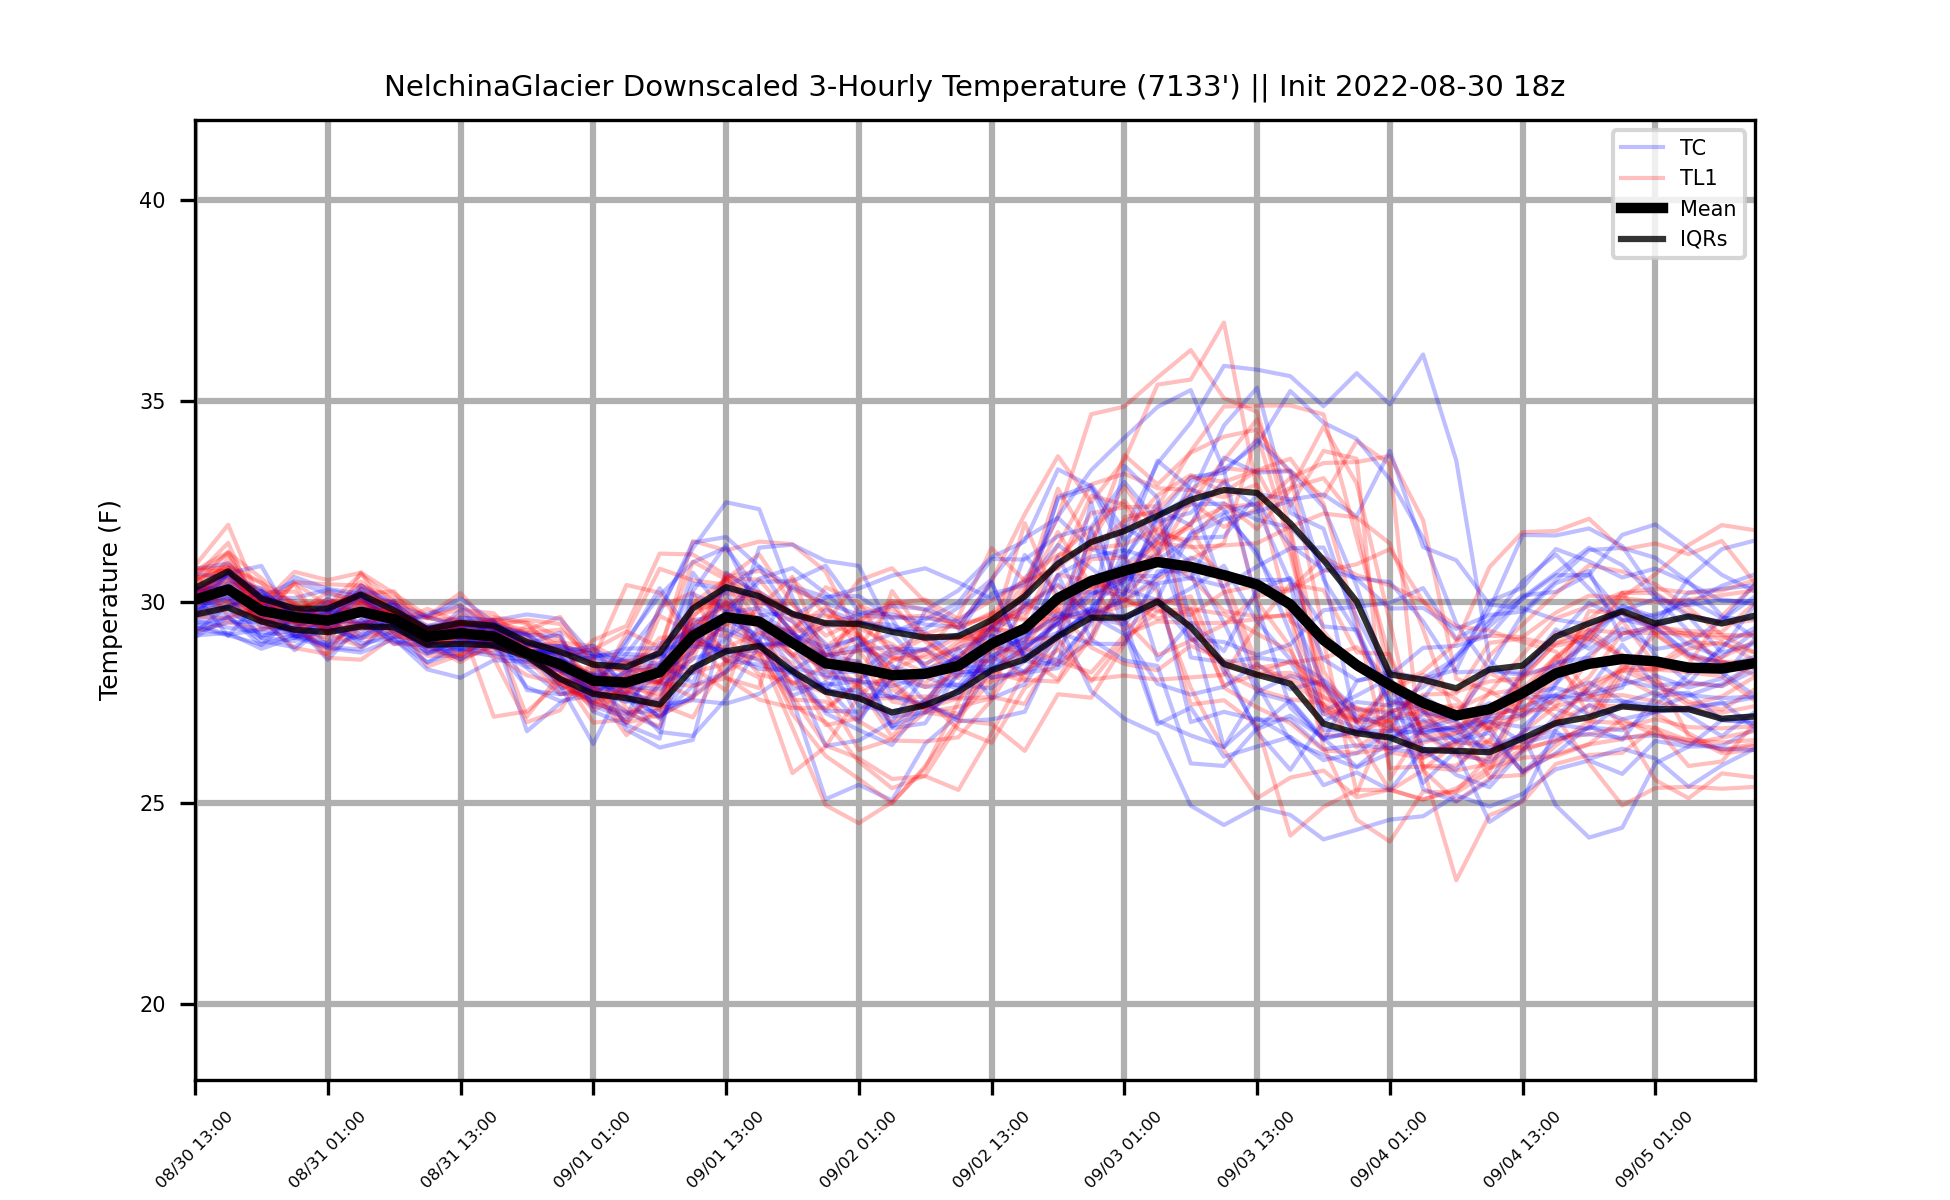 NelchinaGlacier Downscaled 3-Hourly Temperature (7133') || Init 2022-08-30 18z
TC
TL1
Mean
IQRs
Temperature (F)
40
35
30
25
20
08/30 13:00
08/31 01:00
08/31 13:00
09/01 01:00
09/01 13:00
09/02 01:00
09/02 13:00
09/03 01:00
09/03 13:00
09/04 01:00
09/04 13:00
09/05 01:00